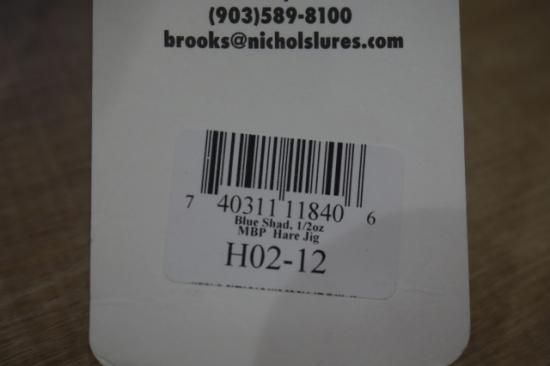 (903)589-8100
brooks@nicholslures.com
7 40311 11840 6
Blue Shad, 1/2oz
MBP Hare Jig
H02-12